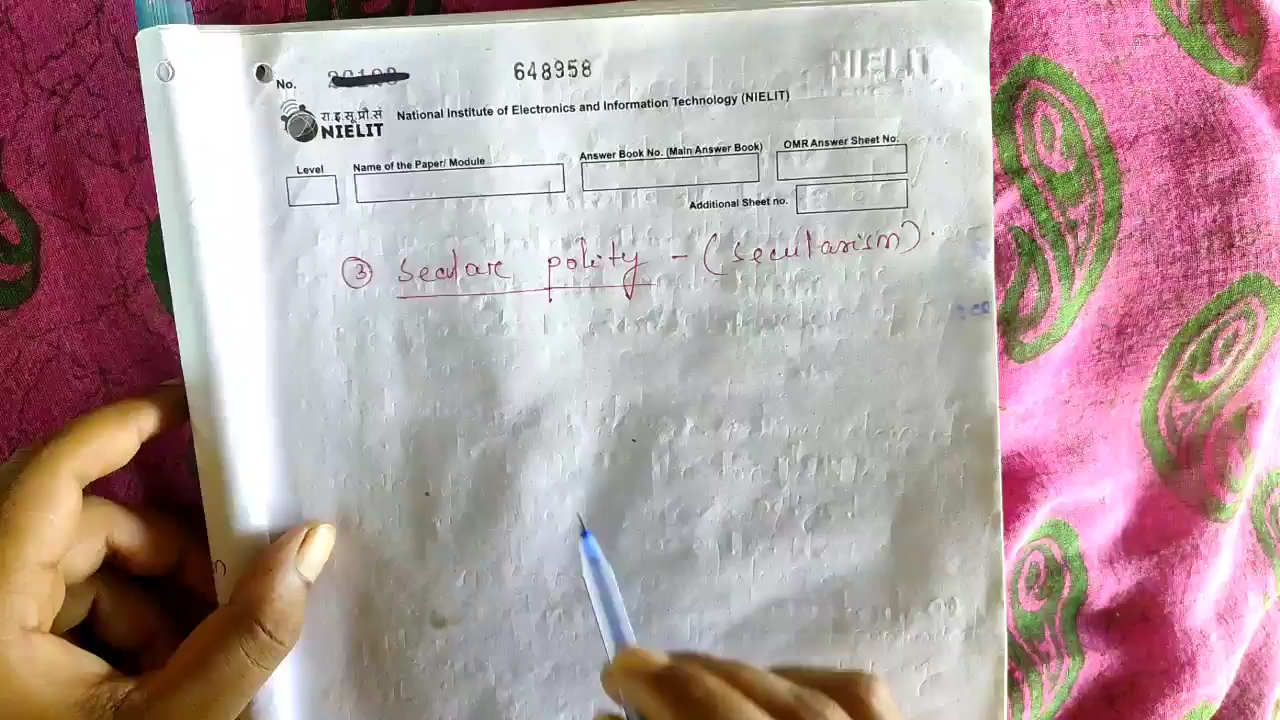 No. 648958
NIELIT
रा.इ.सू.प्रौ.सं
NIELIT
National Institute of Electronics and Information Technology (NIELIT)
Level
Name of the Paper/ Module
Answer Book No. (Main Answer Book)
OMR Answer Sheet No.
Additional Sheet no.
③ Seculare polity - (Secularism).